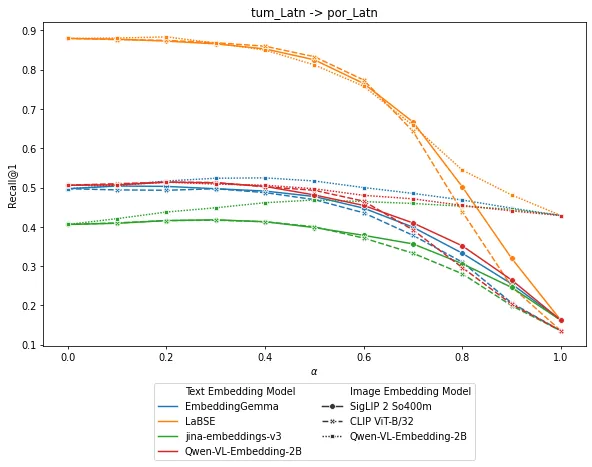 tum_Latn -> por_Latn
Recall@1
0.9
0.8
0.7
0.6
0.5
0.4
0.3
0.2
0.1
0.0 0.2 0.4 0.6 0.8 1.0
α
Text Embedding Model
EmbeddingGemma
LaBSE
jina-embeddings-v3
Qwen-VL-Embedding-2B
Image Embedding Model
SigLIP 2 So400m
CLIP ViT-B/32
Qwen-VL-Embedding-2B